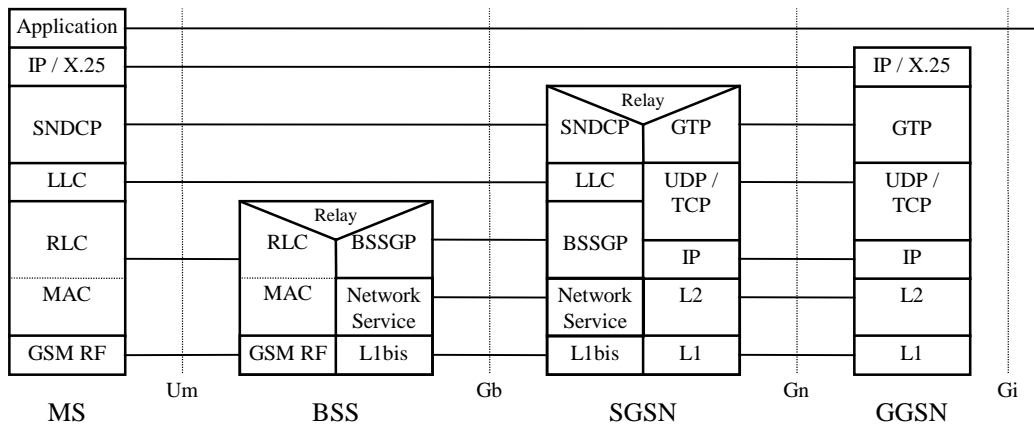 Application
IP / X.25
IP / X.25
Relay
SNDCP
SNDCP
GTP
GTP
LLC
LLC
UDP /
TCP
UDP /
TCP
Relay
RLC
RLC
BSSGP
BSSGP
IP
IP
MAC
MAC
Network
Service
Network
Service
L2
L2
GSM RF
GSM RF
L1bis
L1bis
L1
L1
Um
Gb
Gn
Gi
MS
BSS
SGSN
GGSN